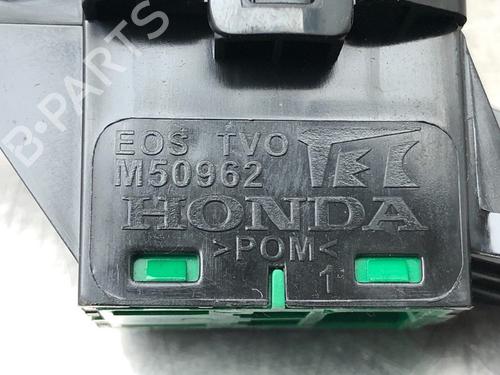 B-PARTS
EOS TVO
M50962
HONDA
>POM<
1